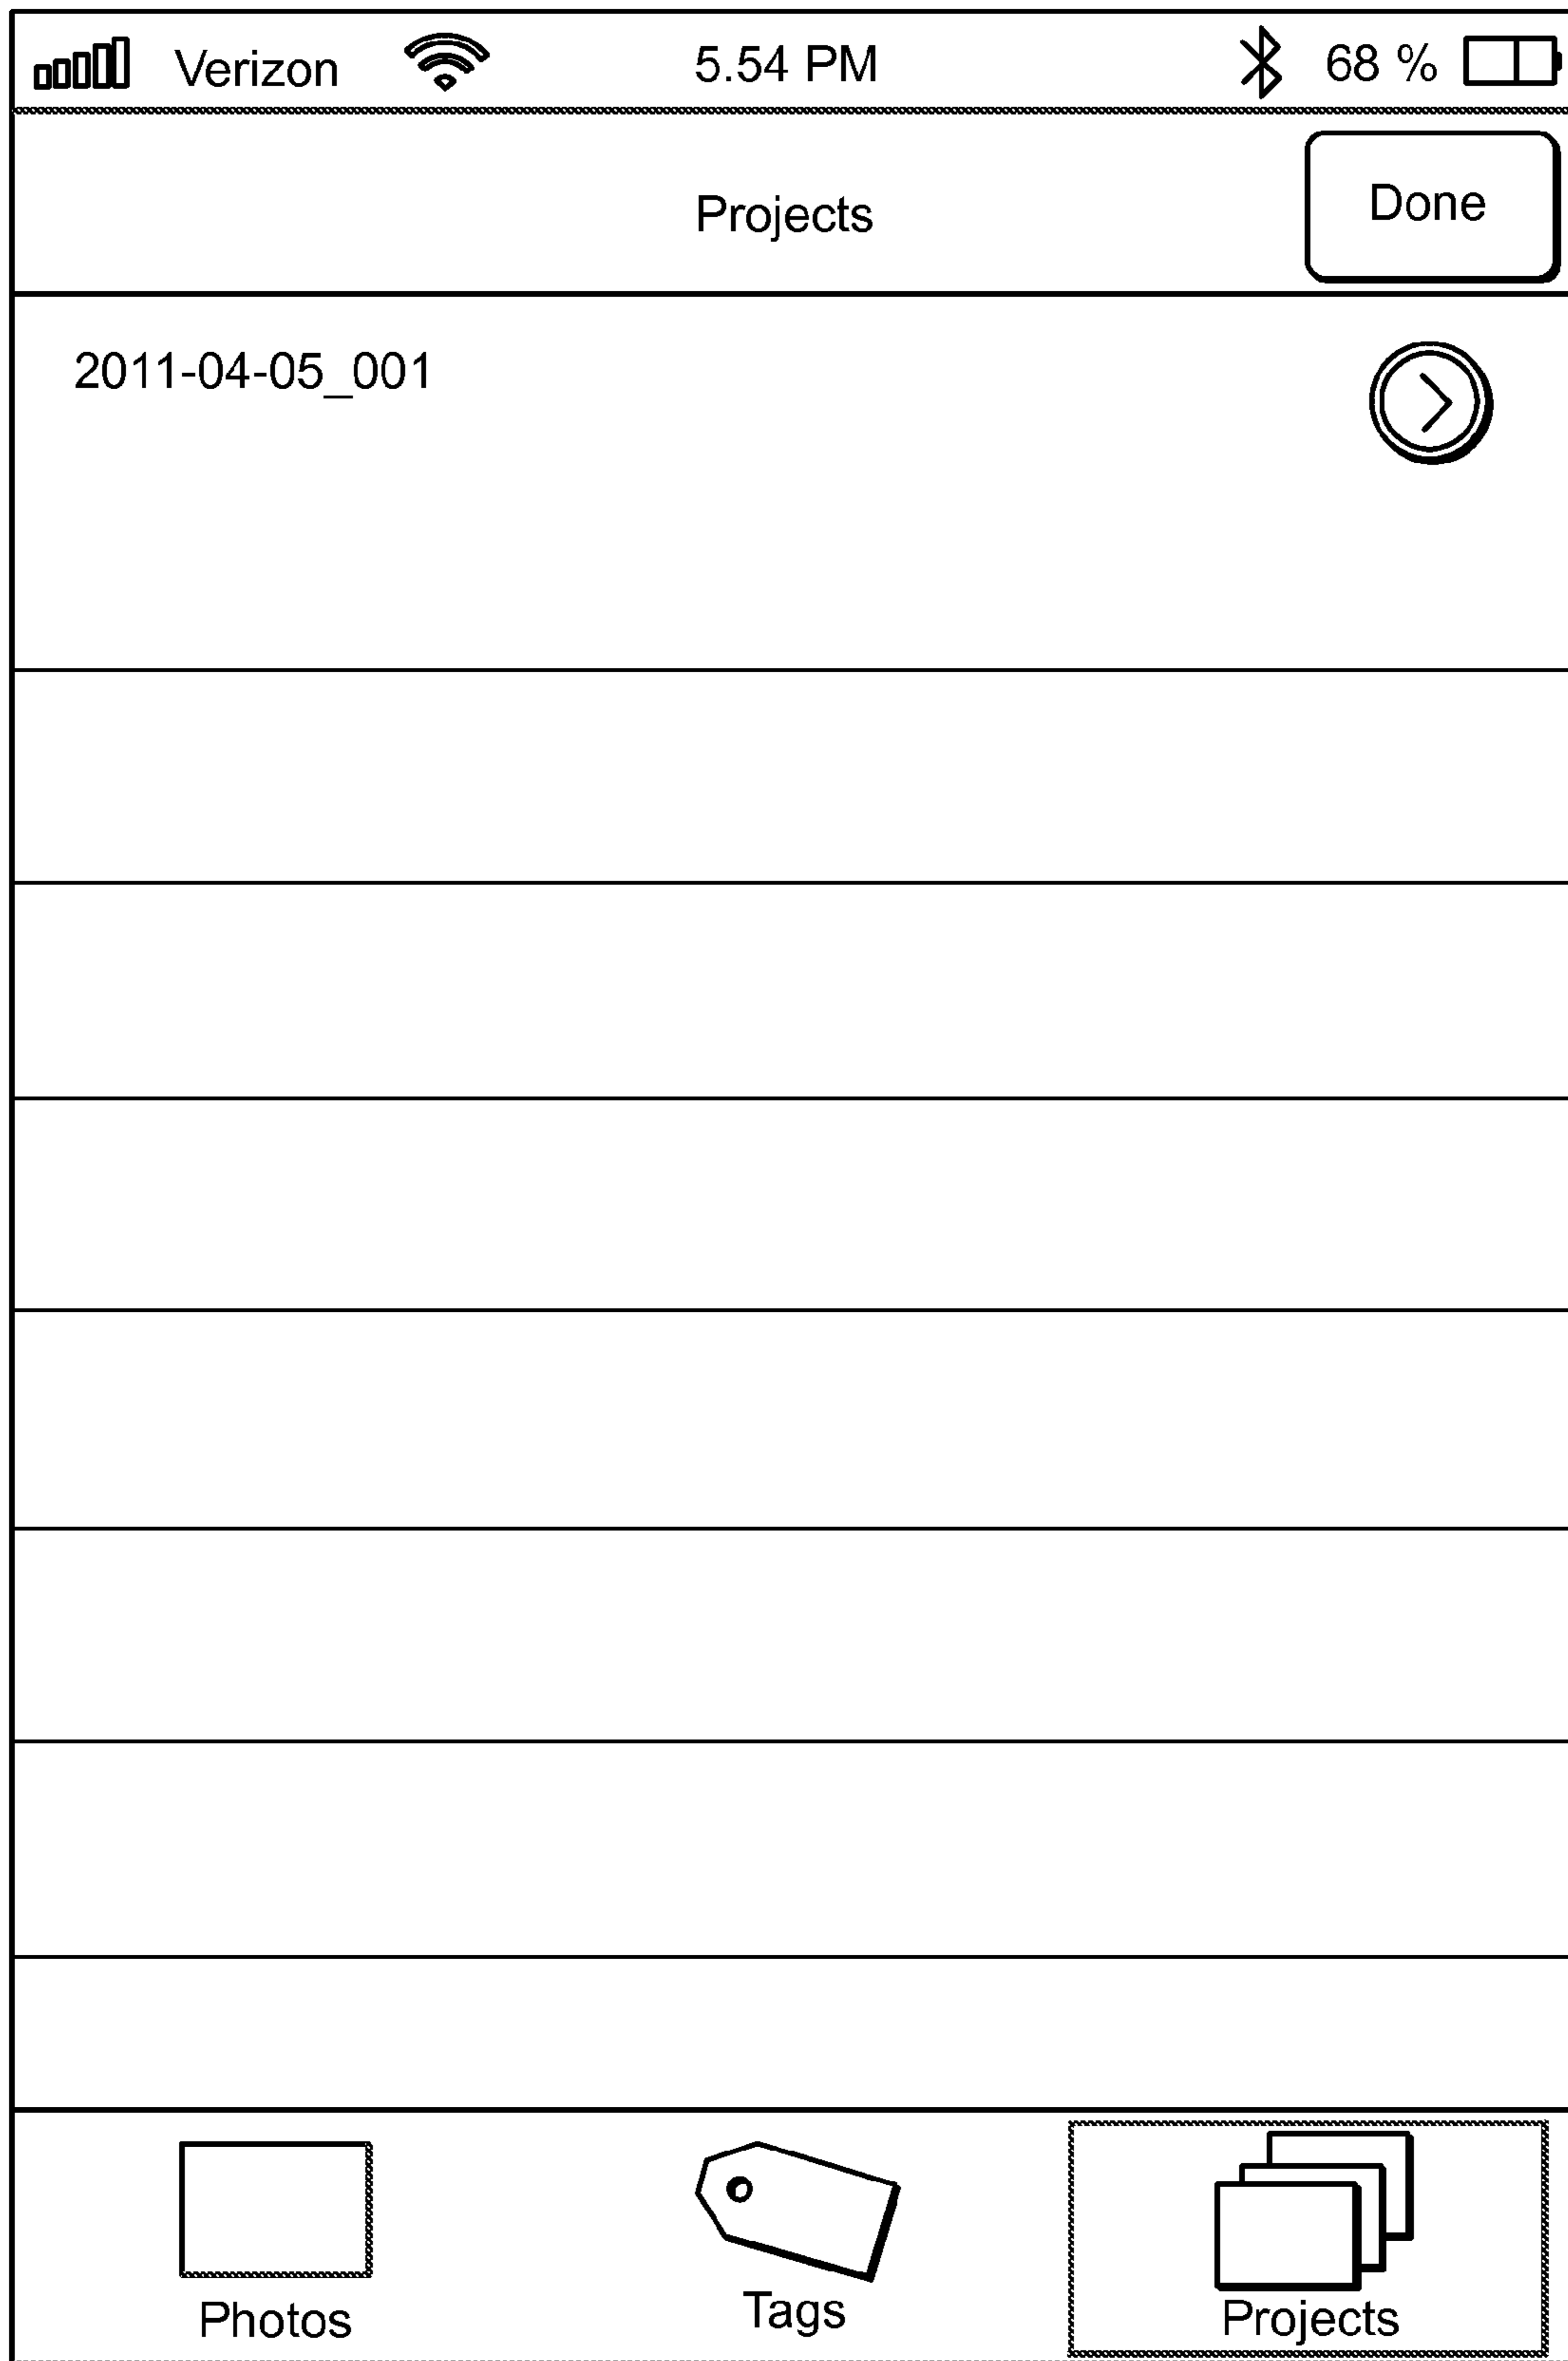 Verizon 5.54 PM 68 %
Projects Done
2011-04-05_001
Photos Tags Projects